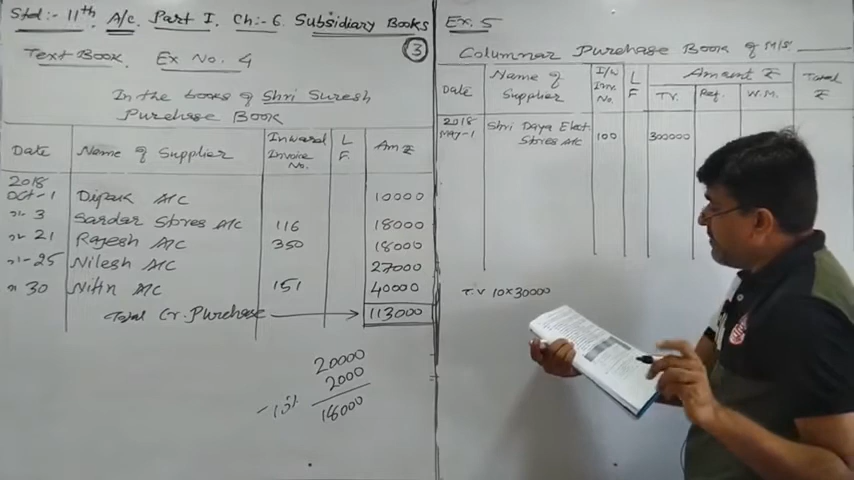 Std:- 11th A/c. Part I. Ch:- 6. Subsidiary Books
3
Text Book. Ex No. 4
In the books of Shri Suresh
Purchase Book
Date Name of Supplier Inward Invoice No. L F. Am ₹
2018
Oct-1 Dipak A/c 10000
"- 3 Sardar Stores A/c 116 18000
"- 21 Rajesh A/c 350 18000
"- 25 Nilesh A/c 27000
" 30 Nitin A/c 151 40000
Total Cr. Purchase 113000
20000
2000
- 10%
18000
Ex. 5
Columnar Purchase Book of M/s
Date Name of Supplier I/W Inv. No. L F Amount ₹ Total ₹
T.V. Ref. W.M.
2018
May-1 Shri Daya Elect. Stores A/c 100 300000
T.V 10x30000